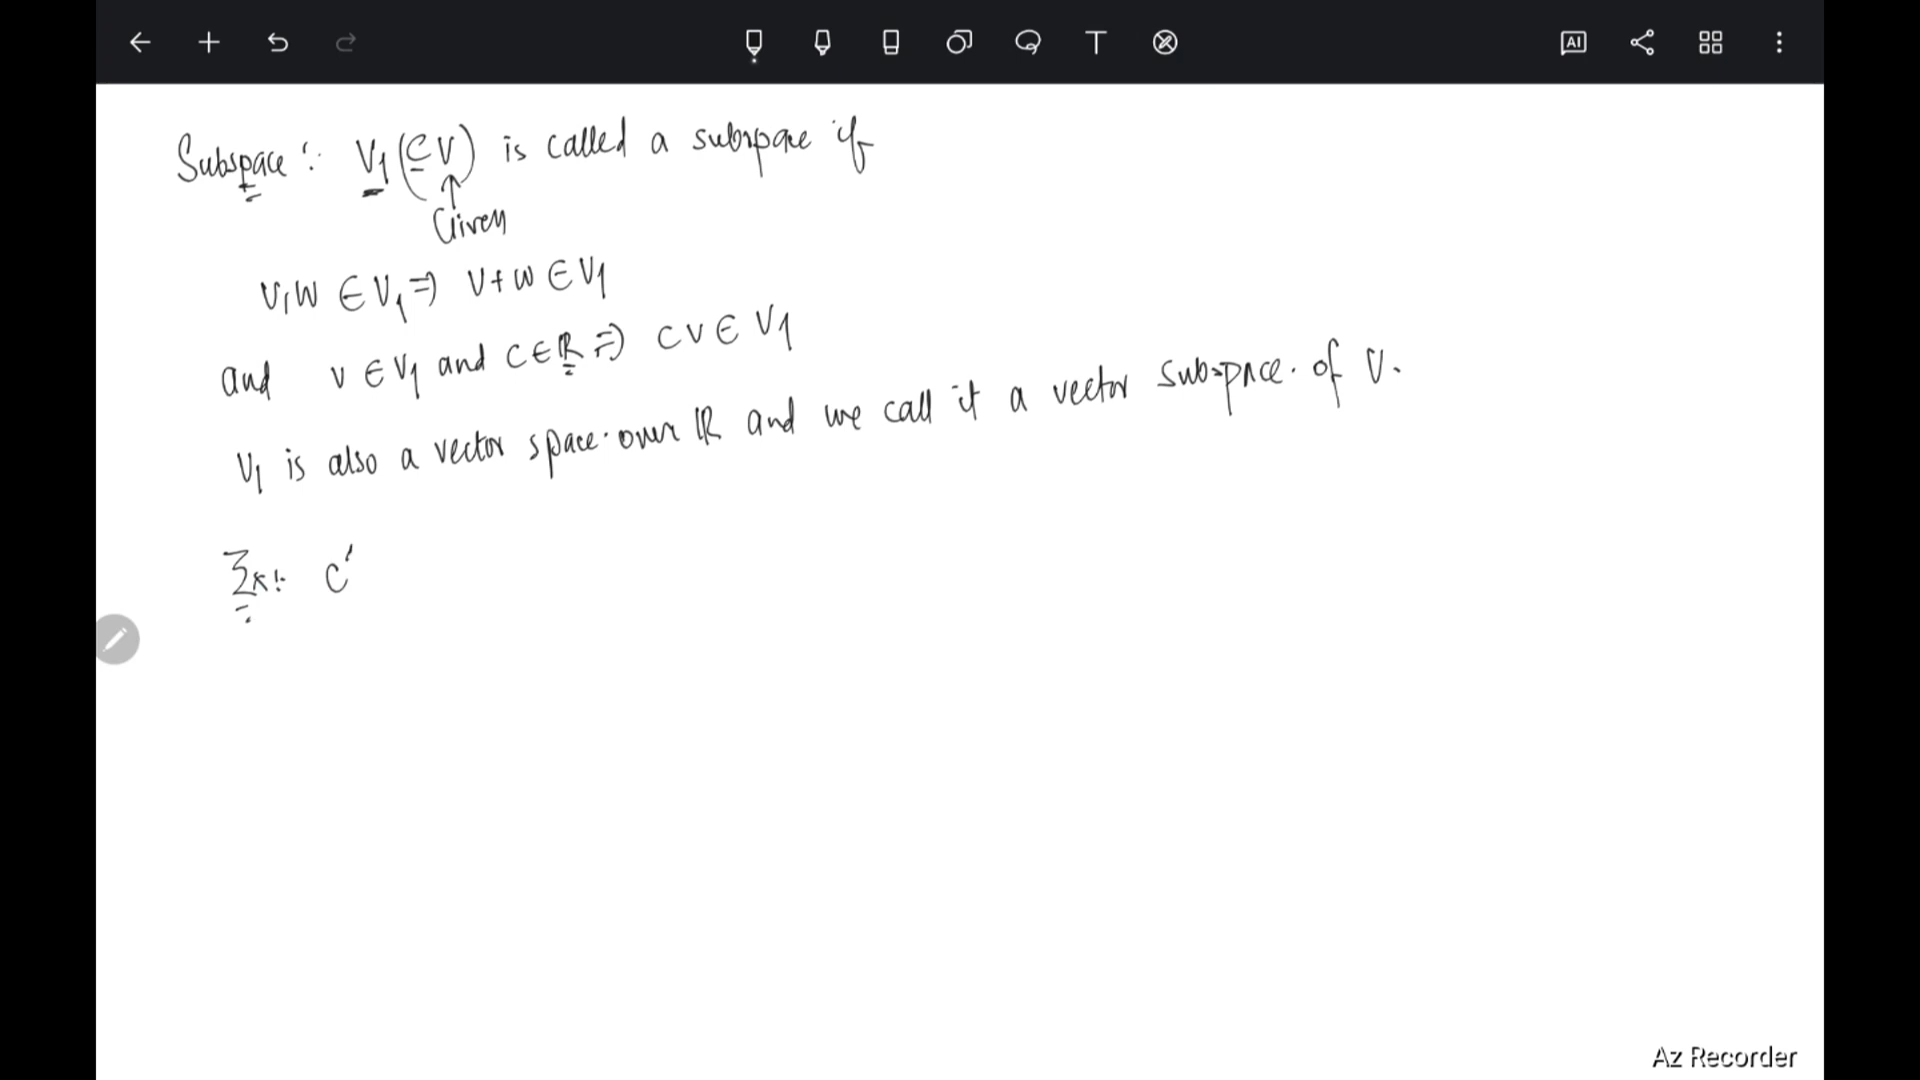 Subspace : V₁ (⊆ V) is called a subspace if
↑
Given
v, w ∈ V₁ ⇒ v + w ∈ V₁
and v ∈ V₁ and c ∈ ℝ ⇒ cv ∈ V₁
V₁ is also a vector space over ℝ and we call it a vector subspace of V.
Ex: C'
T
AI
Az Recorder